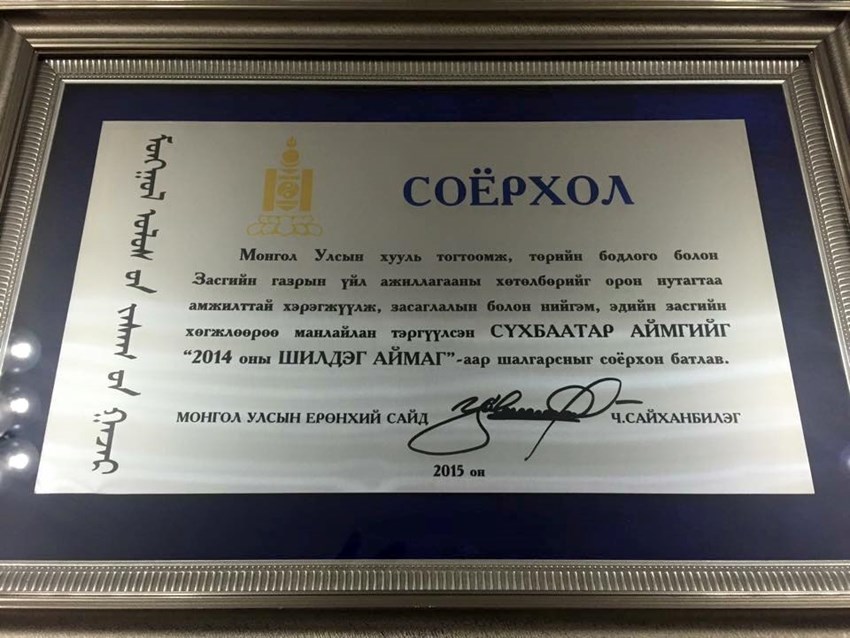 СОЁРХОЛ
Монгол Улсын хууль тогтоомж, төрийн бодлого болон
Засгийн газрын үйл ажиллагааны хөтөлбөрийг орон нутагтаа
амжилттай хэрэгжүүлж, засаглалын болон нийгэм, эдийн засгийн
хөгжлөөрөө манлайлан тэргүүлсэн СҮХБААТАР АЙМГИЙГ
“2014 оны ШИЛДЭГ АЙМАГ”-аар шалгарсныг соёрхон батлав.
МОНГОЛ УЛСЫН ЕРӨНХИЙ САЙД Ч.САЙХАНБИЛЭГ
2015 он